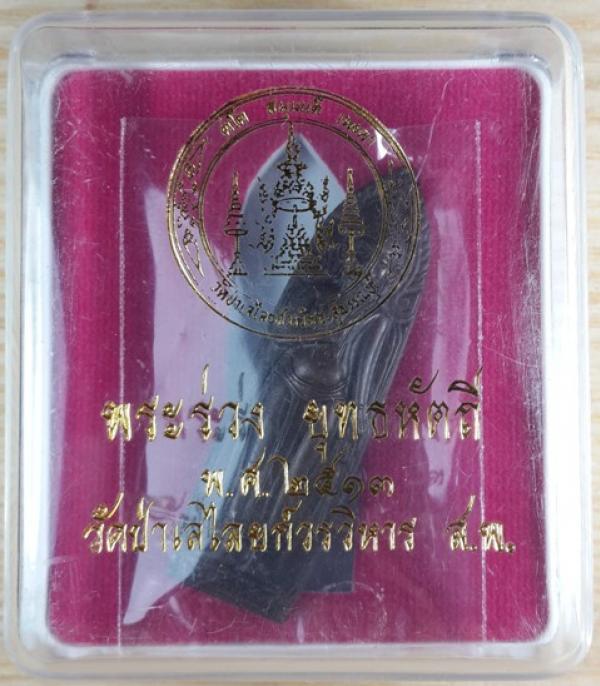 พระร่วง ยุทธหัตถี
พ.ศ.๒๕๑๓
วัดป่าเลไลยก์วรวิหาร ส.พ.